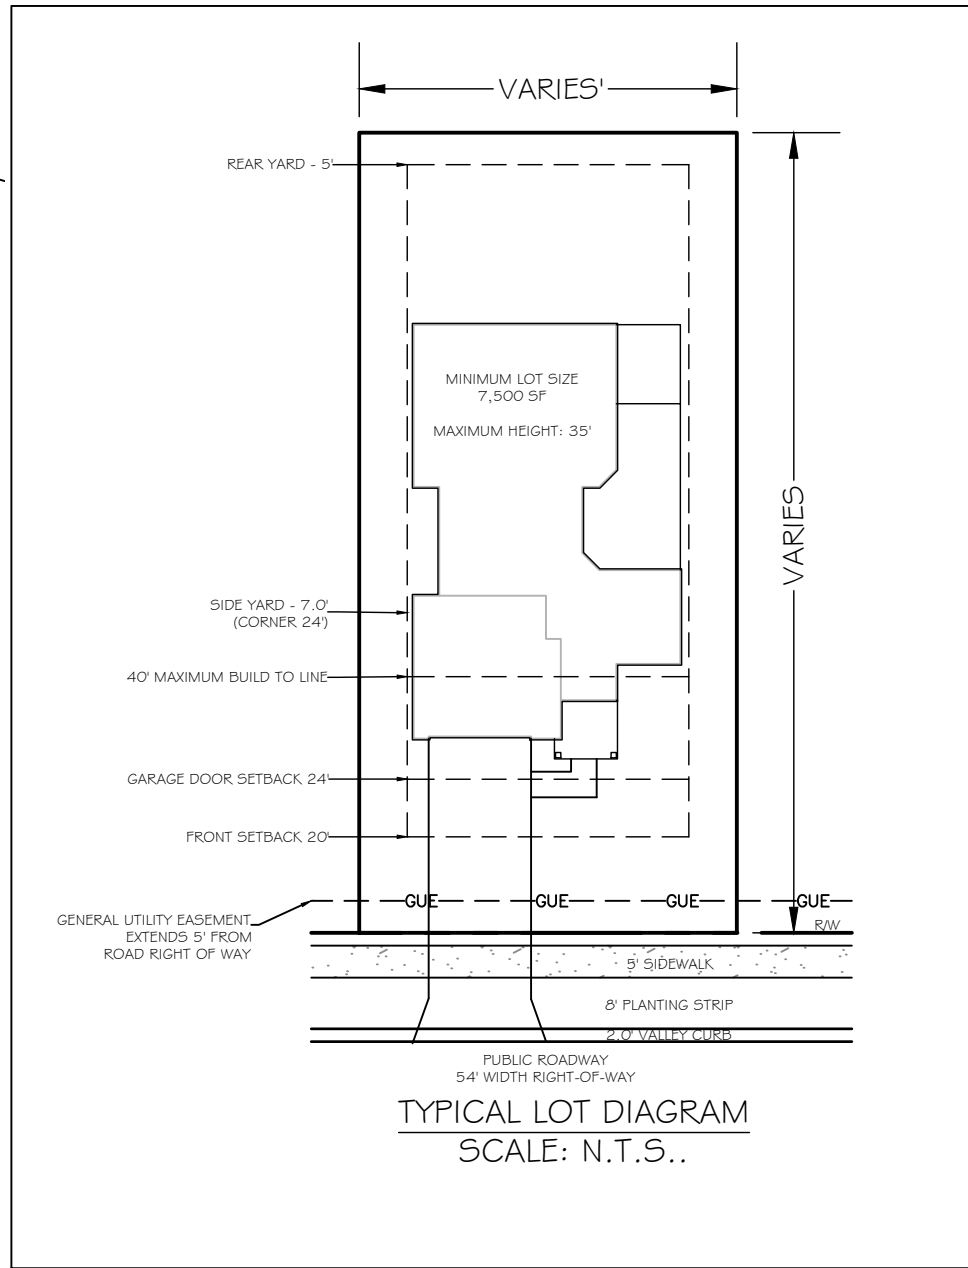 VARIES'
REAR YARD - 5'
MINIMUM LOT SIZE
7,500 SF
MAXIMUM HEIGHT: 35'
VARIES
SIDE YARD - 7.0'
(CORNER 24')
40' MAXIMUM BUILD TO LINE
GARAGE DOOR SETBACK 24'
FRONT SETBACK 20'
GUE GUE GUE GUE
GENERAL UTILITY EASEMENT
EXTENDS 5' FROM
ROAD RIGHT OF WAY
R/W
5' SIDEWALK
8' PLANTING STRIP
2.0' VALLEY CURB
PUBLIC ROADWAY
54' WIDTH RIGHT-OF-WAY
TYPICAL LOT DIAGRAM
SCALE: N.T.S..